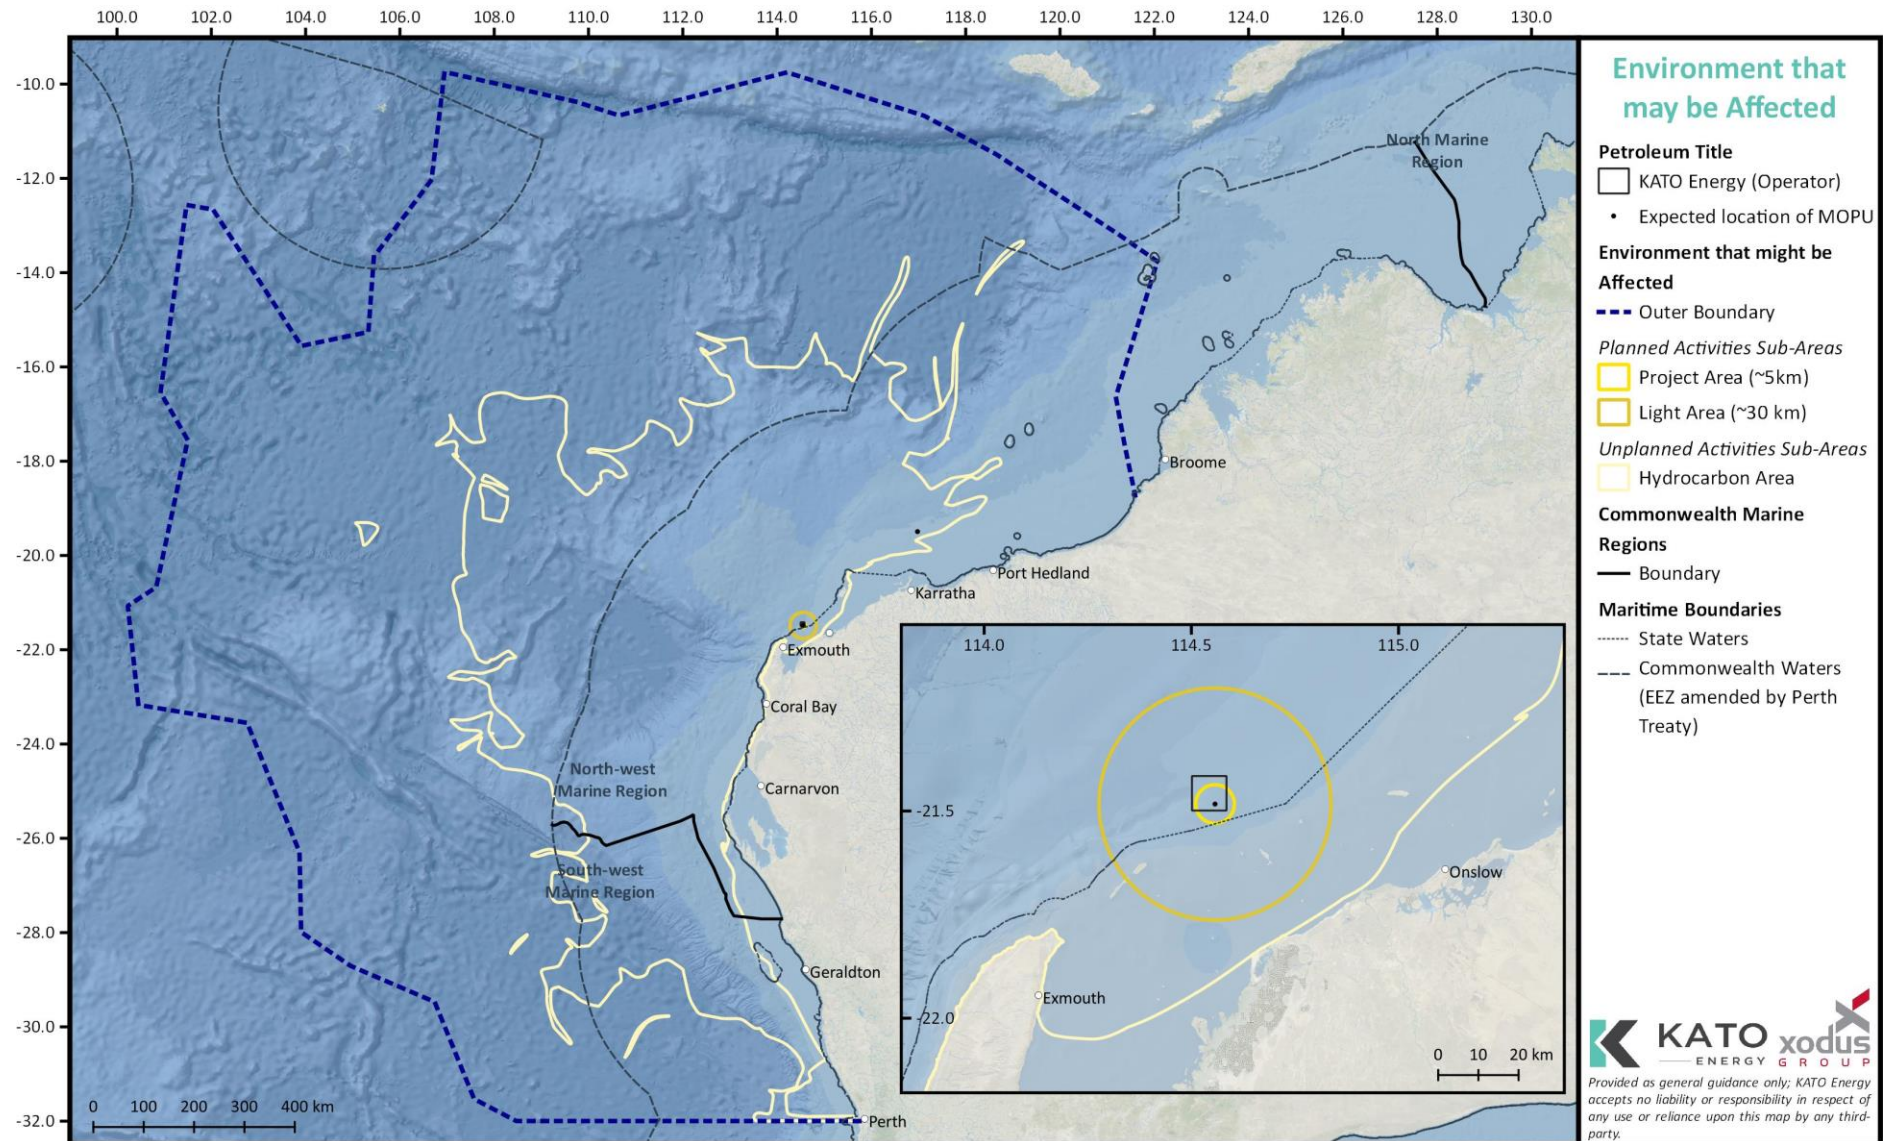 100.0 102.0 104.0 106.0 108.0 110.0 112.0 114.0 116.0 118.0 120.0 122.0 124.0 126.0 128.0 130.0
-10.0
-12.0
-14.0
-16.0
-18.0
-20.0
-22.0
-24.0
-26.0
-28.0
-30.0
-32.0
North Marine
Region
Broome
Port Hedland
Karratha
Exmouth
Coral Bay
Carnarvon
North-west
Marine Region
South-west
Marine Region
Geraldton
Perth
0 100 200 300 400 km
114.0 114.5 115.0
-21.5
-22.0
Onslow
Exmouth
0 10 20 km
Environment that
may be Affected
Petroleum Title
KATO Energy (Operator)
Expected location of MOPU
Environment that might be
Affected
Outer Boundary
Planned Activities Sub-Areas
Project Area (~5km)
Light Area (~30 km)
Unplanned Activities Sub-Areas
Hydrocarbon Area
Commonwealth Marine
Regions
Boundary
Maritime Boundaries
State Waters
Commonwealth Waters
(EEZ amended by Perth
Treaty)
KATO
ENERGY
xodus
GROUP
Provided as general guidance only; KATO Energy
accepts no liability or responsibility in respect of
any use or reliance upon this map by any third-
party.